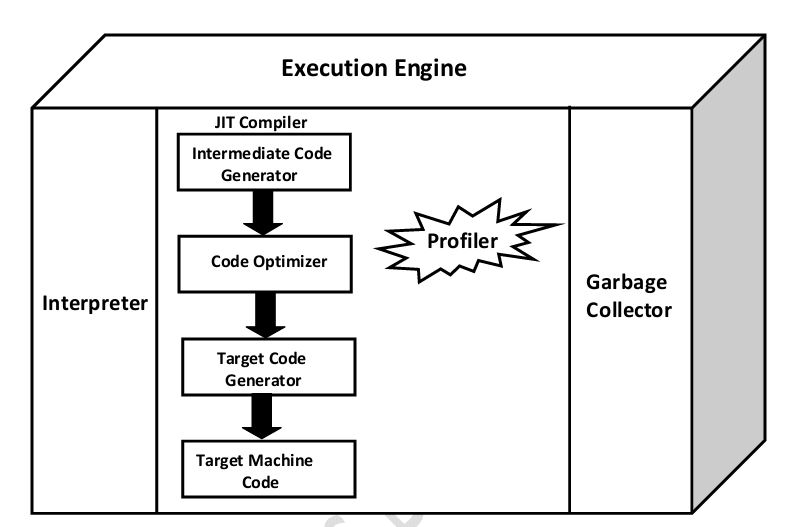 Execution Engine
JIT Compiler
Intermediate Code
Generator
Code Optimizer
Target Code
Generator
Target Machine
Code
Profiler
Interpreter
Garbage
Collector